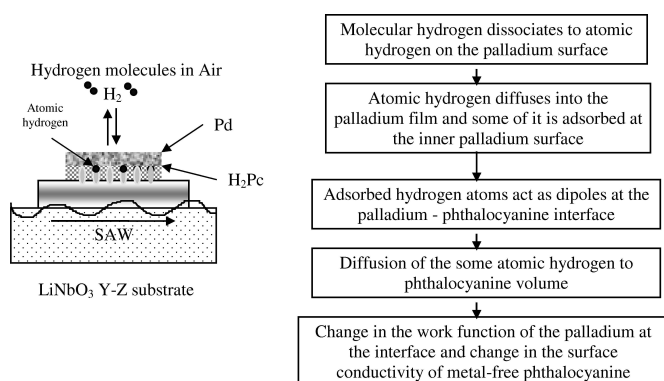 Hydrogen molecules in Air
H₂
Atomic
hydrogen
Pd
H₂Pc
SAW
LiNbO₃ Y-Z substrate
Molecular hydrogen dissociates to atomic
hydrogen on the palladium surface
Atomic hydrogen diffuses into the
palladium film and some of it is adsorbed at
the inner palladium surface
Adsorbed hydrogen atoms act as dipoles at the
palladium - phthalocyanine interface
Diffusion of the some atomic hydrogen to
phthalocyanine volume
Change in the work function of the palladium at
the interface and change in the surface
conductivity of metal-free phthalocyanine